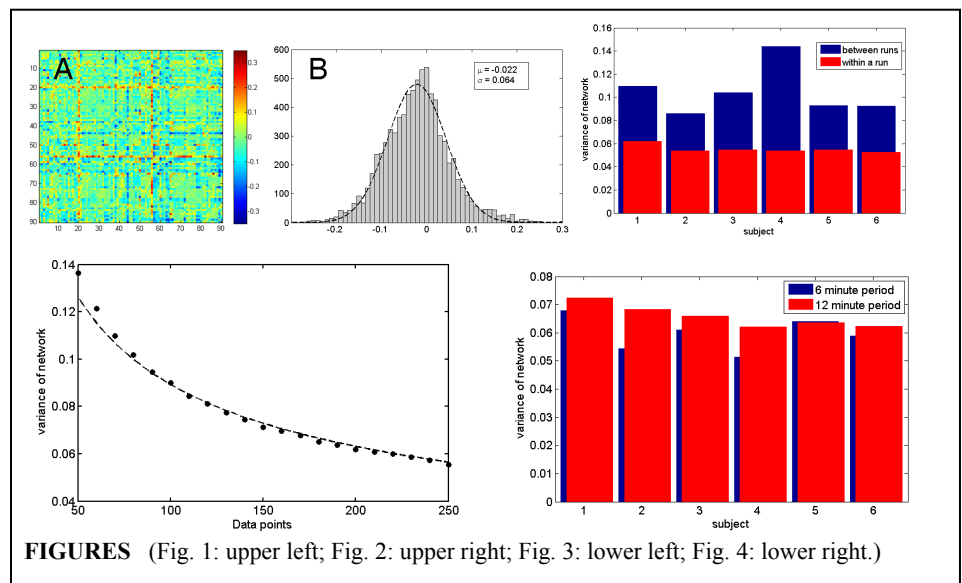 A
10
20
30
40
50
60
70
80
90
10 20 30 40 50 60 70 80 90
0.3
0.2
0.1
0
-0.1
-0.2
-0.3
B
600
500
400
300
200
100
0
-0.2 -0.1 0 0.1 0.2 0.3
μ = -0.022
σ = 0.064
variance of network
0.16
0.14
0.12
0.1
0.08
0.06
0.04
0.02
0
1 2 3 4 5 6
subject
between runs
within a run
variance of network
0.14
0.12
0.1
0.08
0.06
0.04
50 100 150 200 250
Data points
variance of network
0.08
0.07
0.06
0.05
0.04
0.03
0.02
0.01
0
1 2 3 4 5 6
subject
6 minute period
12 minute period
FIGURES (Fig. 1: upper left; Fig. 2: upper right; Fig. 3: lower left; Fig. 4: lower right.)